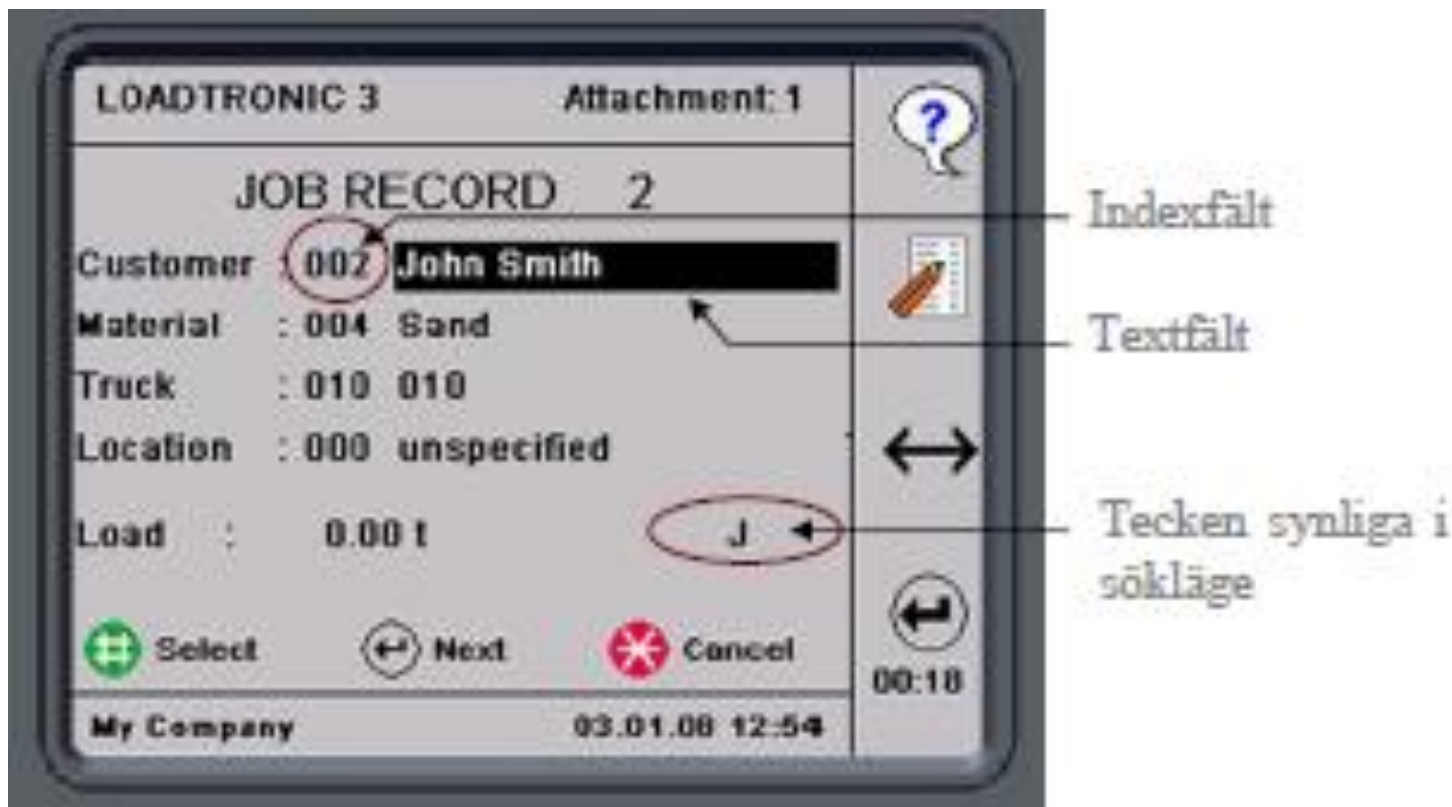 LOADTRONIC 3 Attachment: 1
?
JOB RECORD 2
Indexfält
Customer : 002 John Smith
Material : 004 Sand
Textfält
Truck : 010 010
Location : 000 unspecified
Load : 0.00 t J
Tecken synliga i
sökläge
Select Next Cancel
00:18
My Company 03.01.08 12:54